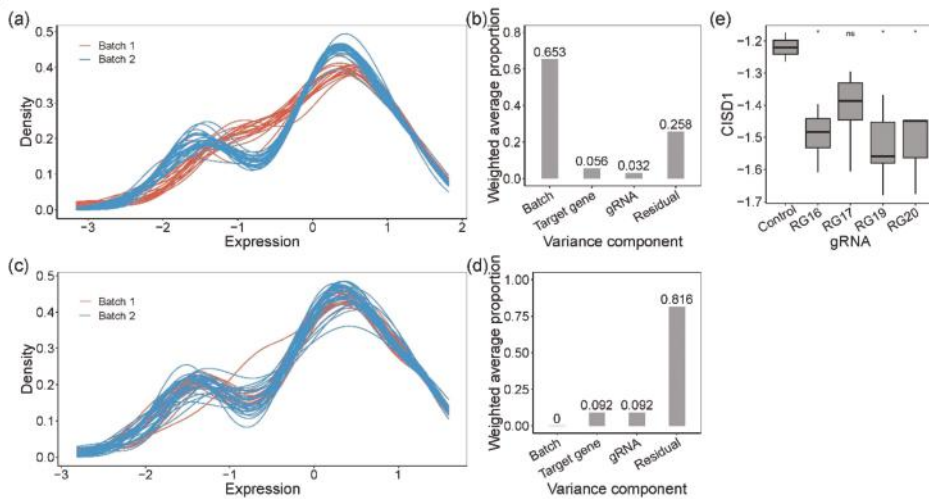 (a)
Batch 1
Batch 2
Density
0.5
0.4
0.3
0.2
0.1
0.0
−3 −2 −1 0 1 2
Expression
(b)
Weighted average proportion
0.8
0.6
0.4
0.2
0.0
0.653
0.056
0.032
0.258
Batch
Target gene
gRNA
Residual
Variance component
(e)
CISD1
−1.2
−1.3
−1.4
−1.5
−1.6
−1.7
ns
Control
RG16
RG17
RG19
RG20
gRNA
(c)
Batch 1
Batch 2
Density
0.5
0.4
0.3
0.2
0.1
0.0
−3 −2 −1 0 1
Expression
(d)
Weighted average proportion
1.00
0.75
0.50
0.25
0.00
0
0.092
0.092
0.816
Batch
Target gene
gRNA
Residual
Variance component